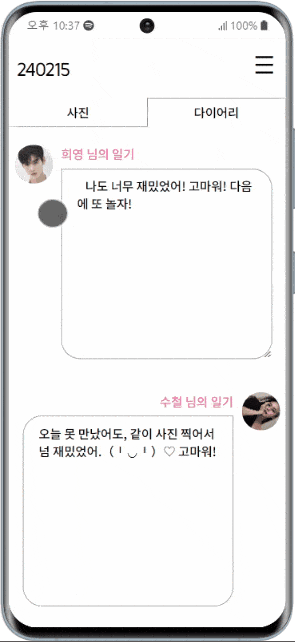 오후 10:37 100%
240215
사진 다이어리
희영 님의 일기
나도 너무 재밌었어! 고마워! 다음
에 또 놀자!
수철 님의 일기
오늘 못 만났어도, 같이 사진 찍어서
넘 재밌었어. ( ╹◡╹ ) ♡ 고마워!